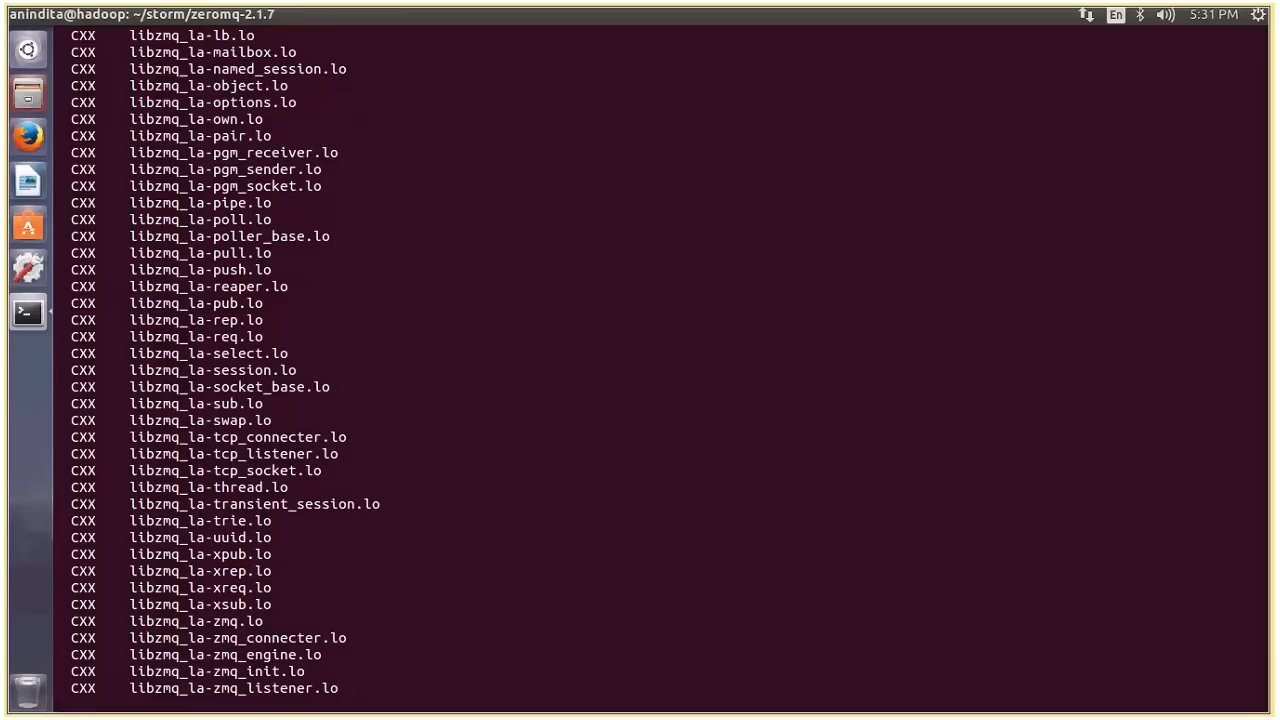 anindita@hadoop: ~/storm/zeromq-2.1.7 En 5:31 PM
CXX libzmq_la-lb.lo
CXX libzmq_la-mailbox.lo
CXX libzmq_la-named_session.lo
CXX libzmq_la-object.lo
CXX libzmq_la-options.lo
CXX libzmq_la-own.lo
CXX libzmq_la-pair.lo
CXX libzmq_la-pgm_receiver.lo
CXX libzmq_la-pgm_sender.lo
CXX libzmq_la-pgm_socket.lo
CXX libzmq_la-pipe.lo
CXX libzmq_la-poll.lo
CXX libzmq_la-poller_base.lo
CXX libzmq_la-pull.lo
CXX libzmq_la-push.lo
CXX libzmq_la-reaper.lo
CXX libzmq_la-pub.lo
CXX libzmq_la-rep.lo
CXX libzmq_la-req.lo
CXX libzmq_la-select.lo
CXX libzmq_la-session.lo
CXX libzmq_la-socket_base.lo
CXX libzmq_la-sub.lo
CXX libzmq_la-swap.lo
CXX libzmq_la-tcp_connecter.lo
CXX libzmq_la-tcp_listener.lo
CXX libzmq_la-tcp_socket.lo
CXX libzmq_la-thread.lo
CXX libzmq_la-transient_session.lo
CXX libzmq_la-trie.lo
CXX libzmq_la-uuid.lo
CXX libzmq_la-xpub.lo
CXX libzmq_la-xrep.lo
CXX libzmq_la-xreq.lo
CXX libzmq_la-xsub.lo
CXX libzmq_la-zmq.lo
CXX libzmq_la-zmq_connecter.lo
CXX libzmq_la-zmq_engine.lo
CXX libzmq_la-zmq_init.lo
CXX libzmq_la-zmq_listener.lo